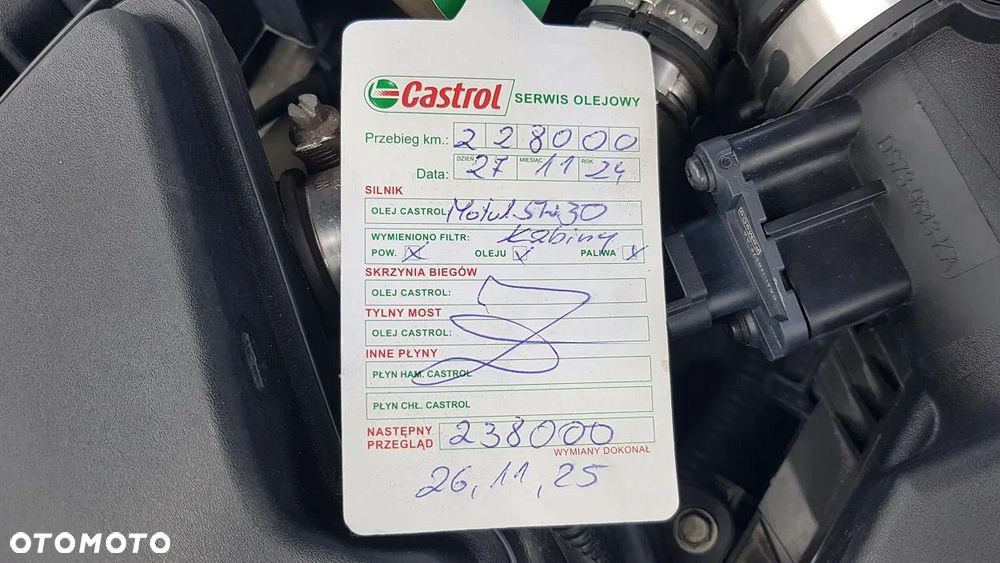 Castrol SERWIS OLEJOWY
Przebieg km.: 228000
DZIEŃ MIESIĄC ROK
Data: 27 11 24
SILNIK
OLEJ CASTROL Motul 5W30
WYMIENIONO FILTR: Kabiny
POW. OLEJU PALIWA
SKRZYNIA BIEGÓW
OLEJ CASTROL:
TYLNY MOST
OLEJ CASTROL:
INNE PŁYNY
PŁYN HAM. CASTROL
PŁYN CHŁ. CASTROL
NASTĘPNY PRZEGLĄD 238000
WYMIANY DOKONAŁ
26,11,25
OTOMOTO